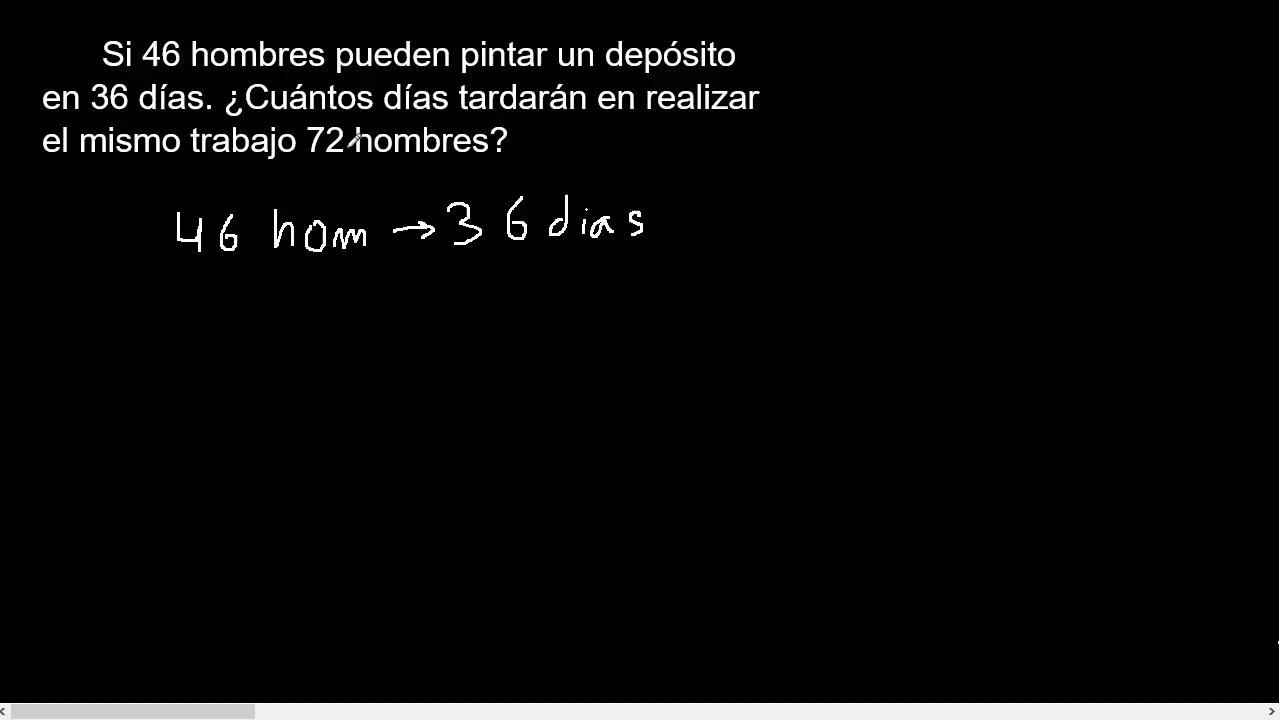 Si 46 hombres pueden pintar un depósito
en 36 días. ¿Cuántos días tardarán en realizar
el mismo trabajo 72 hombres?
46 hom → 36 dias